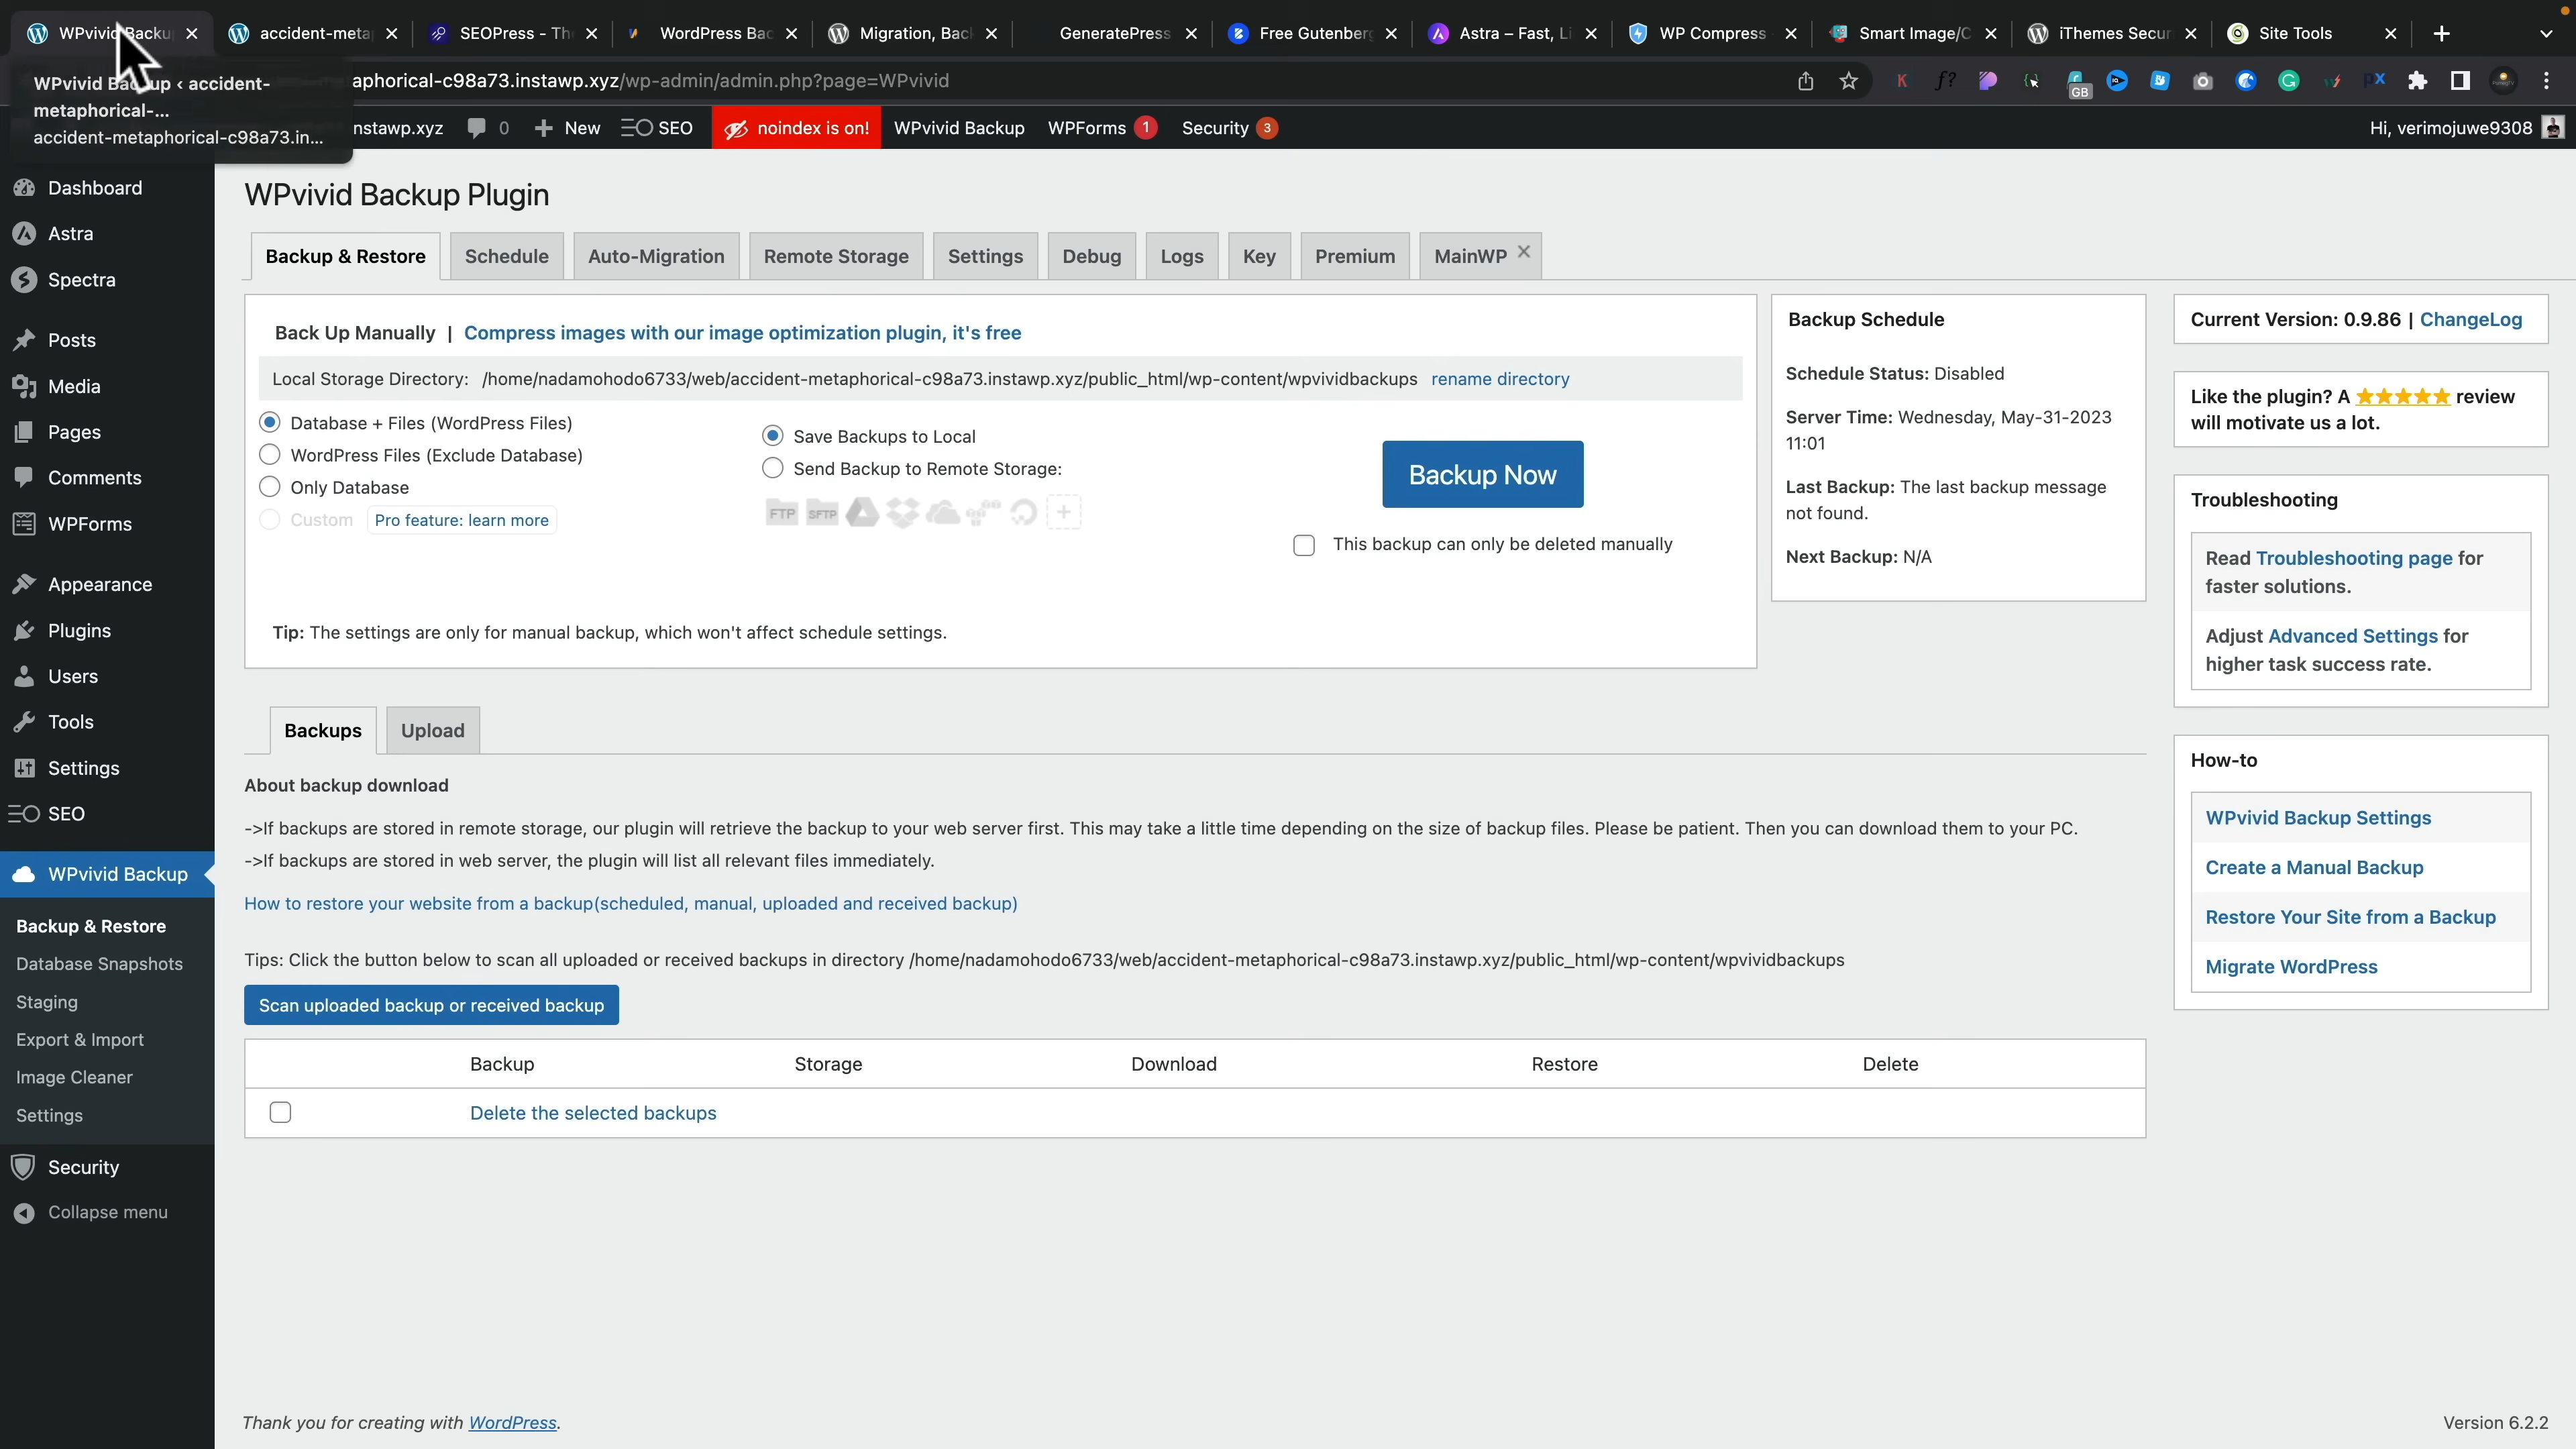 WPvivid Backu
accident-meta
SEOPress - Th
WordPress Bac
Migration, Bac
GeneratePress
Free Gutenber
Astra – Fast, Li
WP Compress
Smart Image/C
iThemes Secur
Site Tools
aphorical-c98a73.instawp.xyz/wp-admin/admin.php?page=WPvivid
GB
WPvivid Backup ‹ accident-
metaphorical-...
accident-metaphorical-c98a73.in...
nstawp.xyz
0
New
SEO
noindex is on!
WPvivid Backup
WPForms 1
Security 3
Hi, verimojuwe9308
Dashboard
Astra
Spectra
Posts
Media
Pages
Comments
WPForms
Appearance
Plugins
Users
Tools
Settings
SEO
WPvivid Backup
Backup & Restore
Database Snapshots
Staging
Export & Import
Image Cleaner
Settings
Security
Collapse menu
WPvivid Backup Plugin
Backup & Restore
Schedule
Auto-Migration
Remote Storage
Settings
Debug
Logs
Key
Premium
MainWP
Back Up Manually | Compress images with our image optimization plugin, it's free
Local Storage Directory: /home/nadamohodo6733/web/accident-metaphorical-c98a73.instawp.xyz/public_html/wp-content/wpvividbackups rename directory
Database + Files (WordPress Files)
WordPress Files (Exclude Database)
Only Database
Custom Pro feature: learn more
Save Backups to Local
Send Backup to Remote Storage:
FTP SFTP
Backup Now
This backup can only be deleted manually
Tip: The settings are only for manual backup, which won't affect schedule settings.
Backup Schedule
Schedule Status: Disabled
Server Time: Wednesday, May-31-2023
11:01
Last Backup: The last backup message
not found.
Next Backup: N/A
Current Version: 0.9.86 | ChangeLog
Like the plugin? A ★★★★★ review
will motivate us a lot.
Troubleshooting
Read Troubleshooting page for
faster solutions.
Adjust Advanced Settings for
higher task success rate.
How-to
WPvivid Backup Settings
Create a Manual Backup
Restore Your Site from a Backup
Migrate WordPress
Backups
Upload
About backup download
->If backups are stored in remote storage, our plugin will retrieve the backup to your web server first. This may take a little time depending on the size of backup files. Please be patient. Then you can download them to your PC.
->If backups are stored in web server, the plugin will list all relevant files immediately.
How to restore your website from a backup(scheduled, manual, uploaded and received backup)
Tips: Click the button below to scan all uploaded or received backups in directory /home/nadamohodo6733/web/accident-metaphorical-c98a73.instawp.xyz/public_html/wp-content/wpvividbackups
Scan uploaded backup or received backup
Backup Storage Download Restore Delete
Delete the selected backups
Thank you for creating with WordPress.
Version 6.2.2